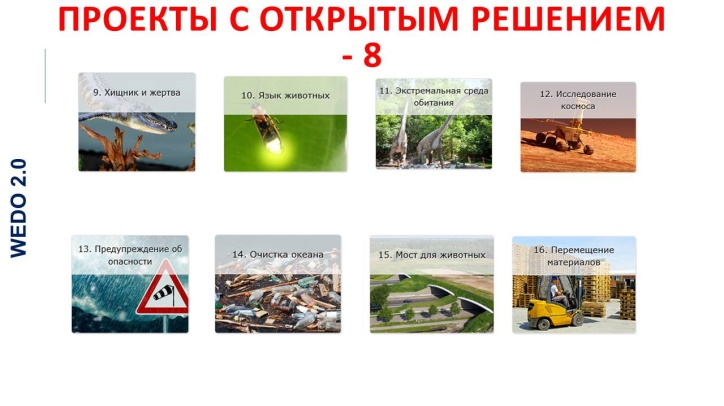 ПРОЕКТЫ С ОТКРЫТЫМ РЕШЕНИЕМ
- 8
WEDO 2.0
9. Хищник и жертва
10. Язык животных
11. Экстремальная среда
обитания
12. Исследование
космоса
13. Предупреждение об
опасности
14. Очистка океана
15. Мост для животных
16. Перемещение
материалов